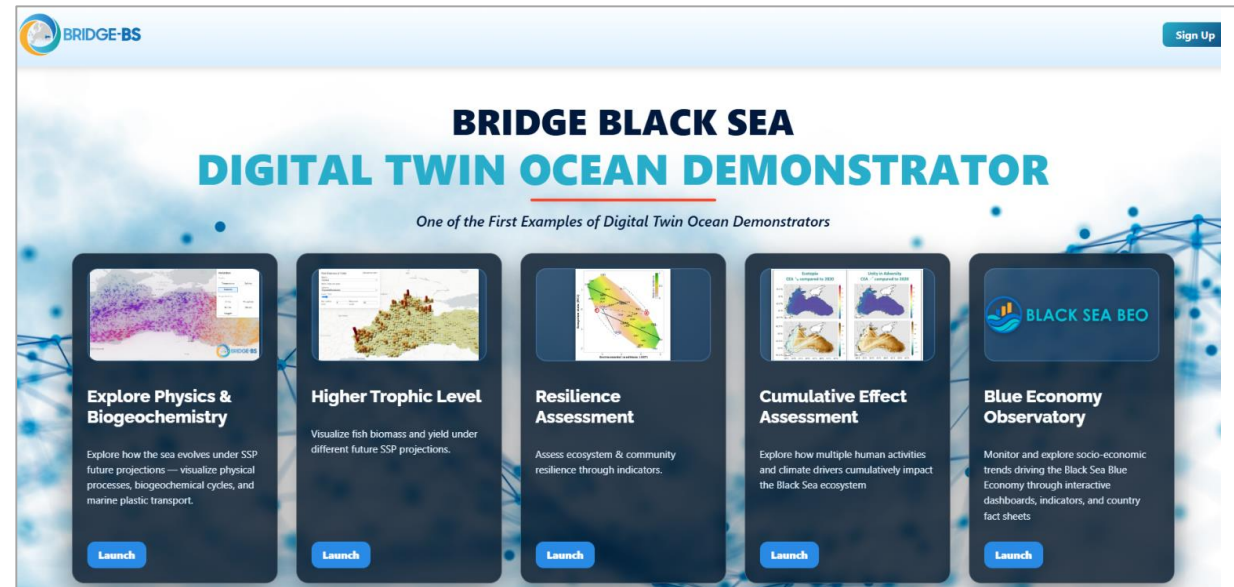 BRIDGE-BS
Sign Up
BRIDGE BLACK SEA
DIGITAL TWIN OCEAN DEMONSTRATOR
One of the First Examples of Digital Twin Ocean Demonstrators
BRIDGE-BS
BLACK SEA BEO
Explore Physics &
Biogeochemistry
Explore how the sea evolves under SSP
future projections — visualize physical
processes, biogeochemical cycles, and
marine plastic transport.
Launch
Higher Trophic Level
Visualize fish biomass and yield under
different future SSP projections.
Launch
Resilience
Assessment
Assess ecosystem & community
resilience through indicators.
Launch
Cumulative Effect
Assessment
Explore how multiple human activities
and climate drivers cumulatively impact
the Black Sea ecosystem
Launch
Blue Economy
Observatory
Monitor and explore socio-economic
trends driving the Black Sea Blue
Economy through interactive
dashboards, indicators, and country
fact sheets
Launch